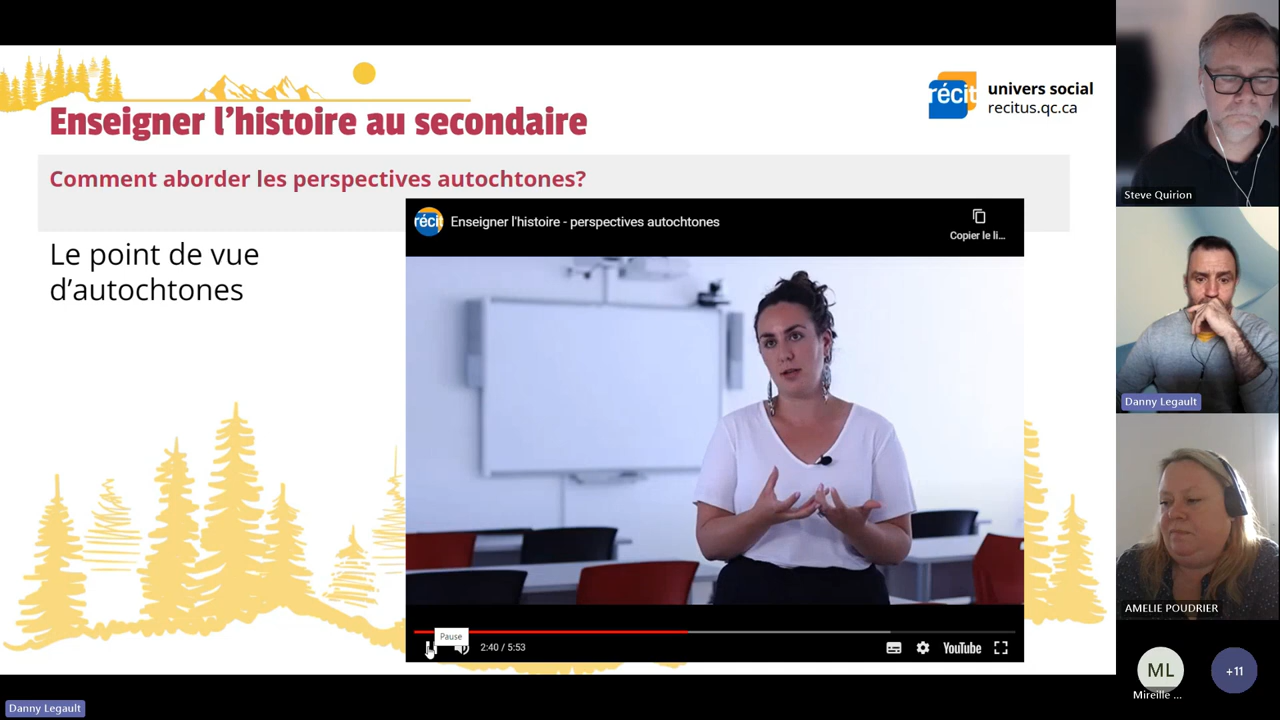 Enseigner l'histoire au secondaire
récit
univers social
recitus.qc.ca
Comment aborder les perspectives autochtones?
Le point de vue
d'autochtones
récit
Enseigner l'histoire - perspectives autochtones
Copier le li...
Pause
2:40 / 5:53
YouTube
Steve Quirion
Danny Legault
AMELIE POUDRIER
ML
Mireille ...
+11
Danny Legault